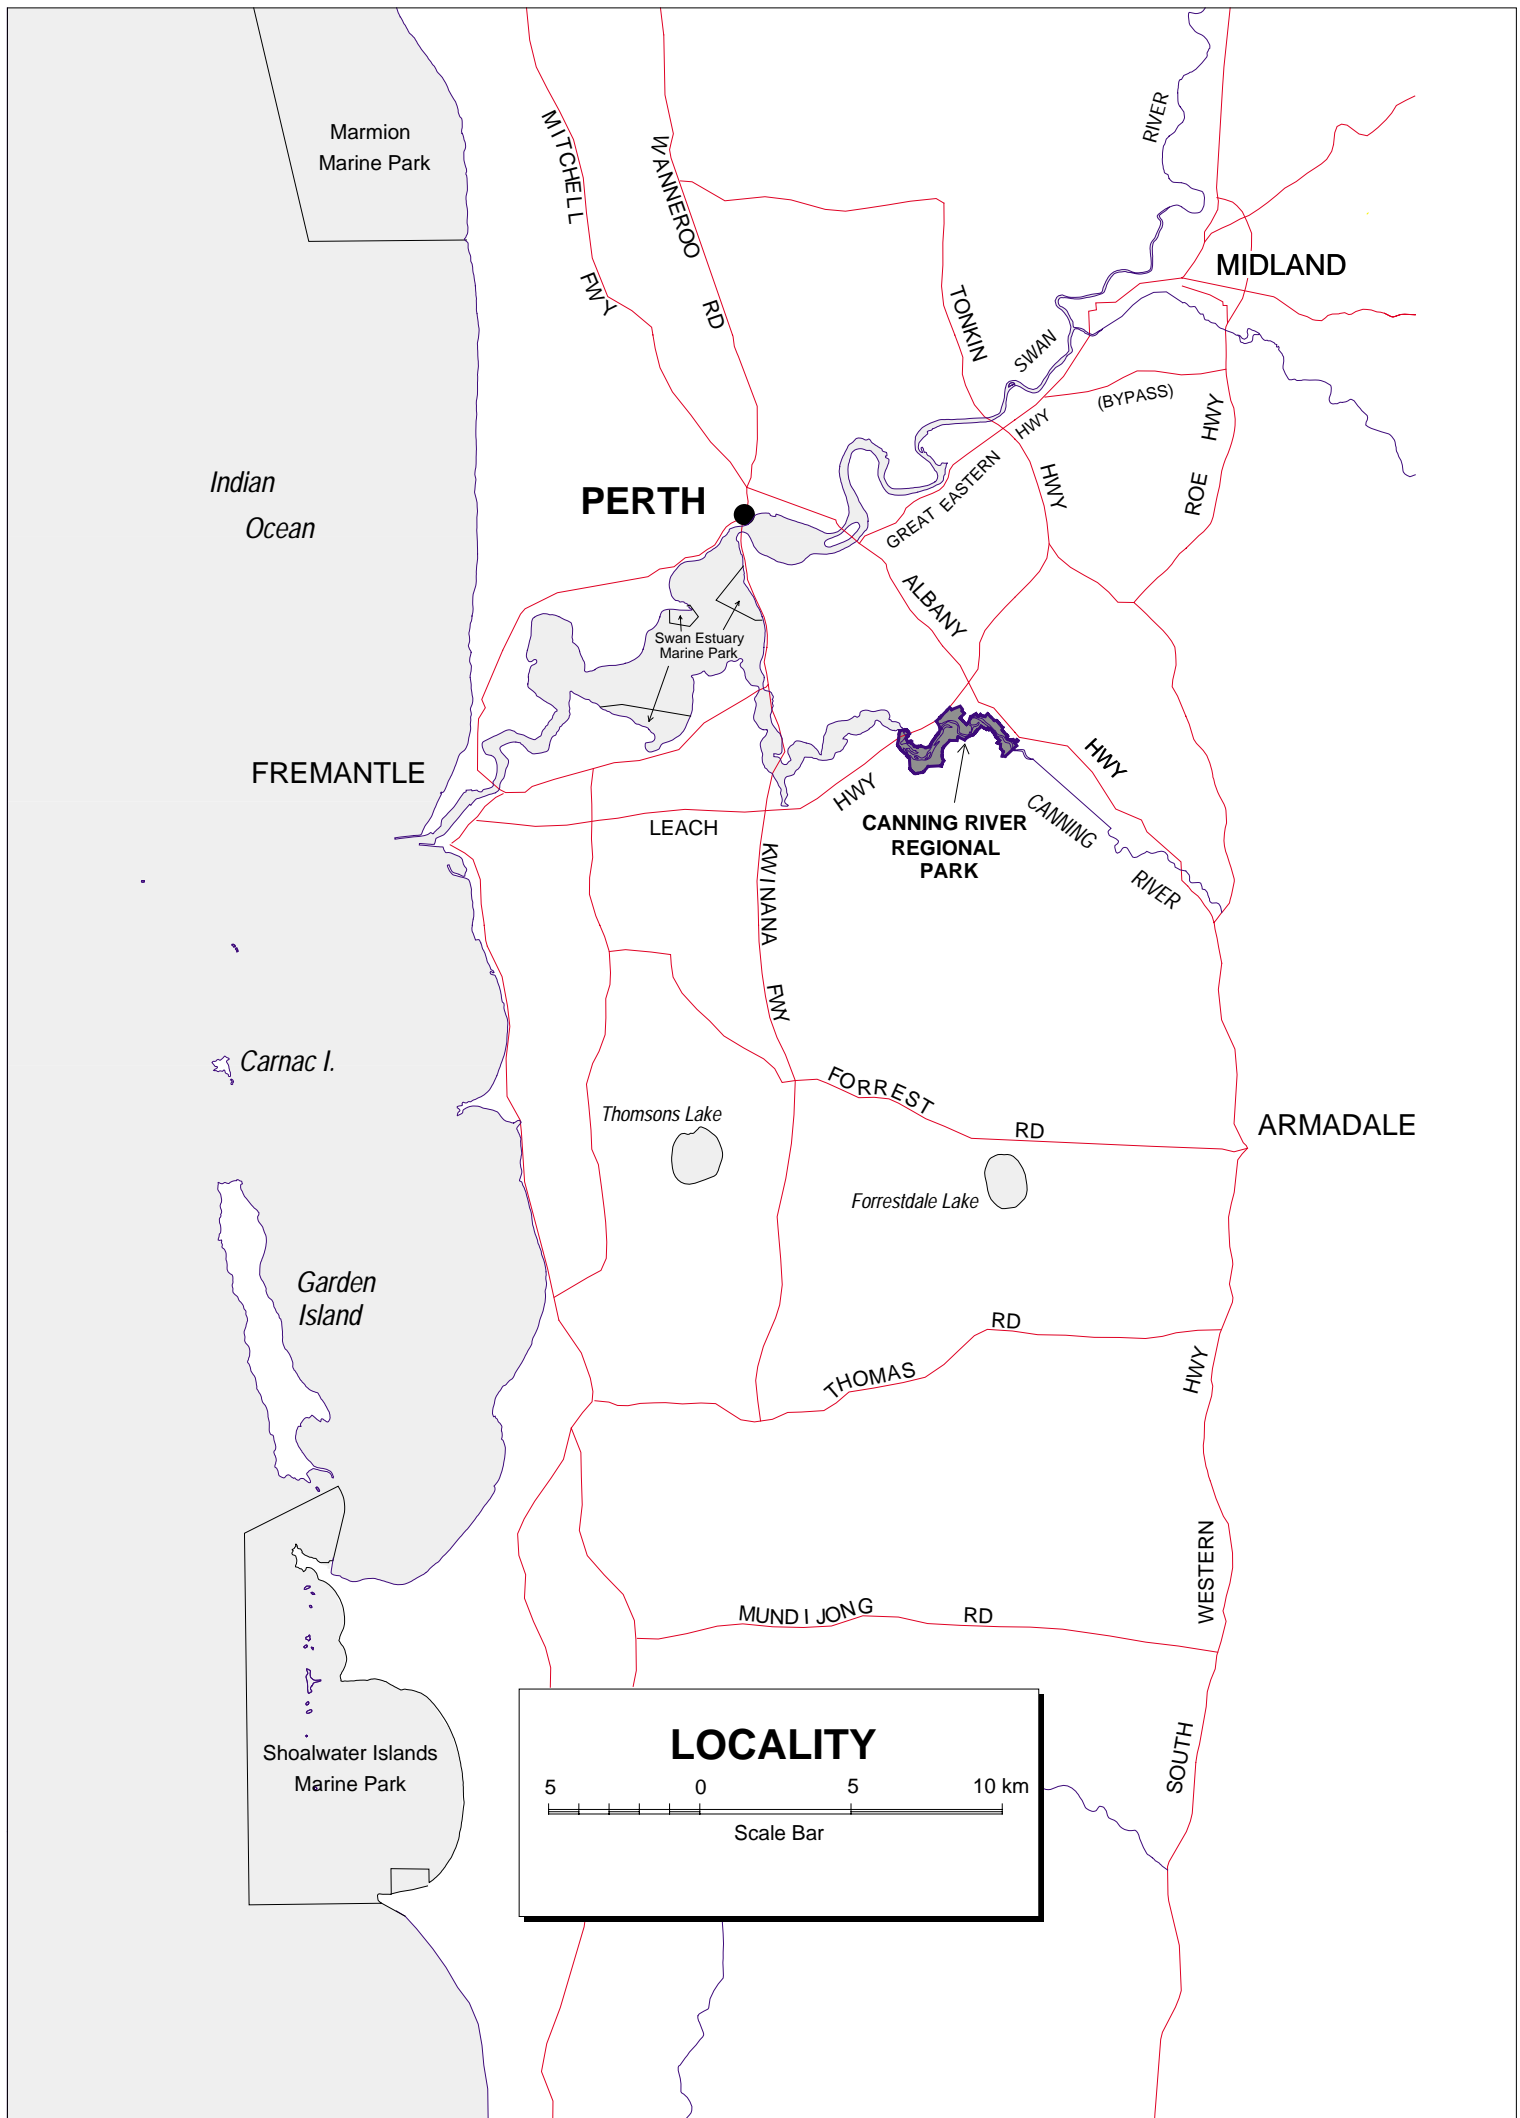 Marmion
Marine Park
MITCHELL
FWY
WANNEROO
RD
RIVER
MIDLAND
TONKIN
SWAN
(BYPASS)
HWY
HWY
HWY
ROE
GREAT EASTERN
Indian
Ocean
PERTH
ALBANY
Swan Estuary
Marine Park
FREMANTLE
HWY
HWY
LEACH
CANNING RIVER
REGIONAL
PARK
CANNING
RIVER
KWINANA
FWY
Carnac I.
FORREST
RD
Thomsons Lake
ARMADALE
Forrestdale Lake
Garden
Island
RD
THOMAS
HWY
WESTERN
MUNDIJONG
RD
SOUTH
Shoalwater Islands
Marine Park
LOCALITY
5 0 5 10 km
Scale Bar